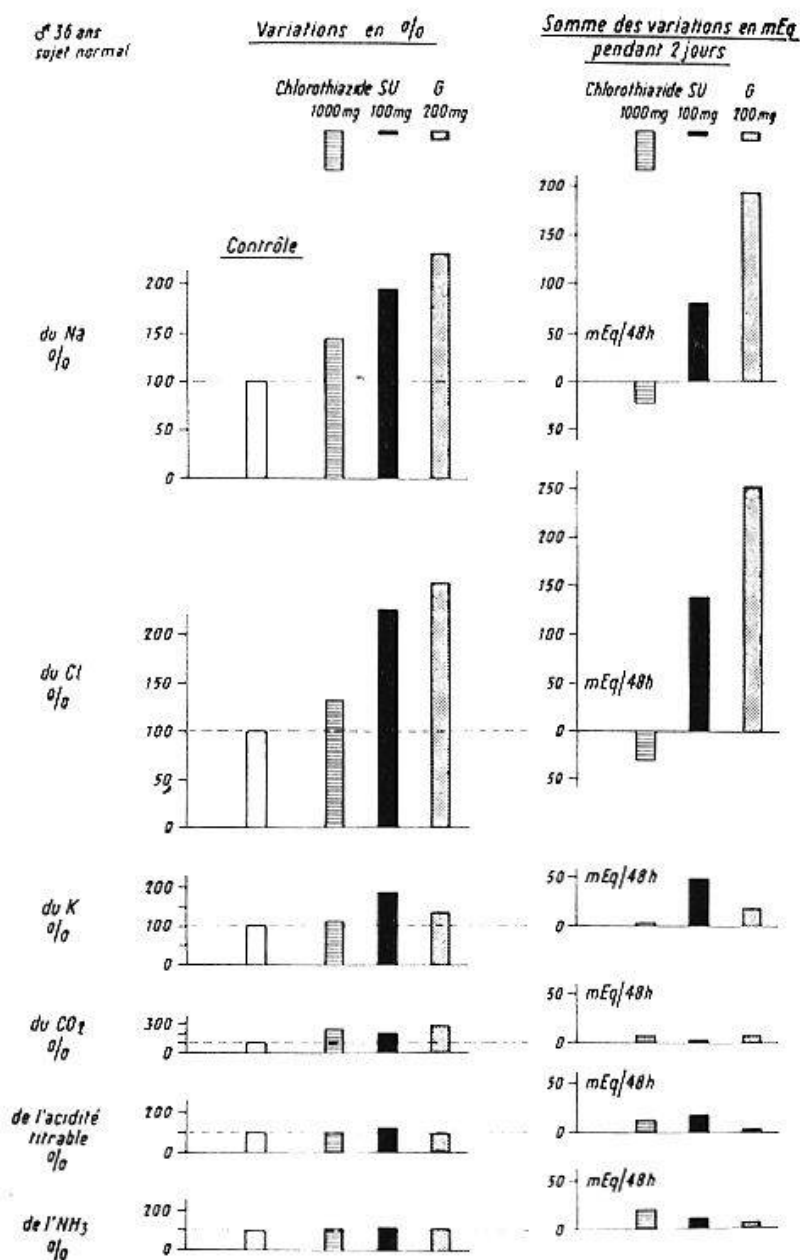 ♂ 36 ans
sujet normal
Variations en %
Somme des variations en mEq
pendant 2 jours
Chlorothiazide SU G
1000mg 100mg 200mg
Chlorothiazide SU G
1000mg 100mg 200mg
Contrôle
du Na
%
200
150
100
50
0
200
150
100
50
0
50
mEq/48h
du Cl
%
200
150
100
50
0
250
200
150
100
50
0
50
mEq/48h
du K
%
200
100
0
50
0
mEq/48h
du CO2
%
300
0
50
0
mEq/48h
de l'acidité
titrable
%
200
0
50
0
mEq/48h
de l'NH3
%
200
0
50
0
mEq/48h